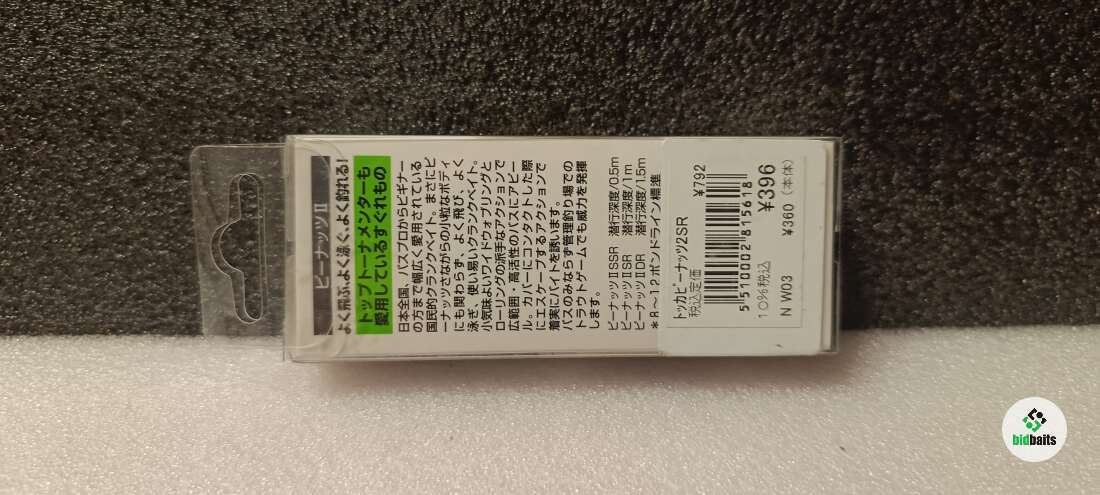 ピーナッツⅡ
よく飛ぶ、よく泳ぐ、よく釣れる!
トップトーナメンターも
愛用しているすぐれもの
日本全国、バスプロからビギナー
の方まで幅広く愛用されている
国民的クランクベイト。まさにピ
ーナッツさながらの小粒なボディ
にも関わらず、よく飛び、よく
泳ぎ、使い易いクランクベイト。
小気味よいワイドウォブリングと
ローリングの派手なアクションで
広範囲・高活性のバスにアピー
ル。カバーにコンタクトした際
にエスケープするアクションで
着実にバイトを誘います。
バスのみならず管理釣り場での
トラウトゲームでも威力を発揮
します。
ピーナッツⅡSSR 潜行深度/0.5m
ピーナッツⅡSR 潜行深度/1m
ピーナッツⅡDR 潜行深度/1.5m
*8~12ポンドライン標準
トッカピーナッツ2SR
税込定価 ¥792
5510002815618
10%税込 ¥396
¥360 (本体)
N W03
bidbaits